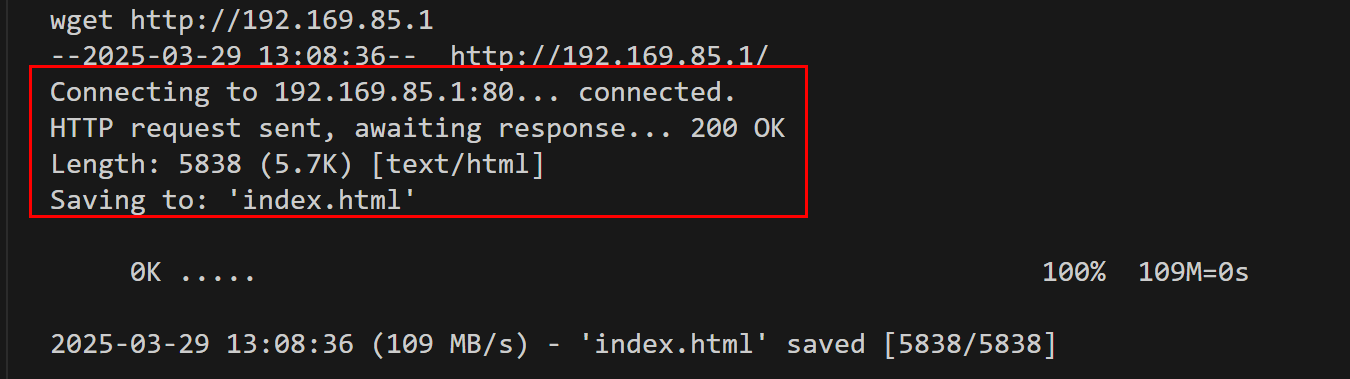 wget http://192.169.85.1
--2025-03-29 13:08:36--  http://192.169.85.1/
Connecting to 192.169.85.1:80... connected.
HTTP request sent, awaiting response... 200 OK
Length: 5838 (5.7K) [text/html]
Saving to: 'index.html'
0K ..... 100% 109M=0s
2025-03-29 13:08:36 (109 MB/s) - 'index.html' saved [5838/5838]